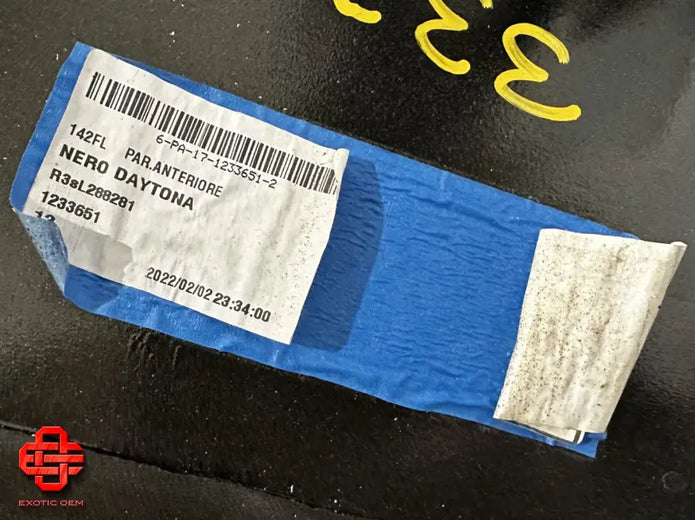 6-PA-17-1233651-2
142FL PAR.ANTERIORE
NERO DAYTONA
R3sL288281
1233651
2022/02/02 23:34:00
EXOTIC OEM